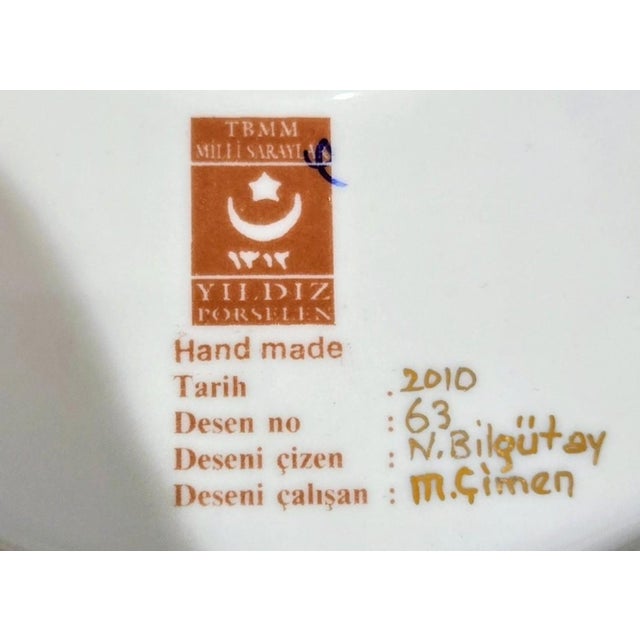 TBMM
MİLLİ SARAYLAR
١٣١٢
YILDIZ
PORSELEN
Hand made
Tarih : 2010
Desen no : 63
Deseni çizen : N. Bilgütay
Deseni çalışan : M. Çimen